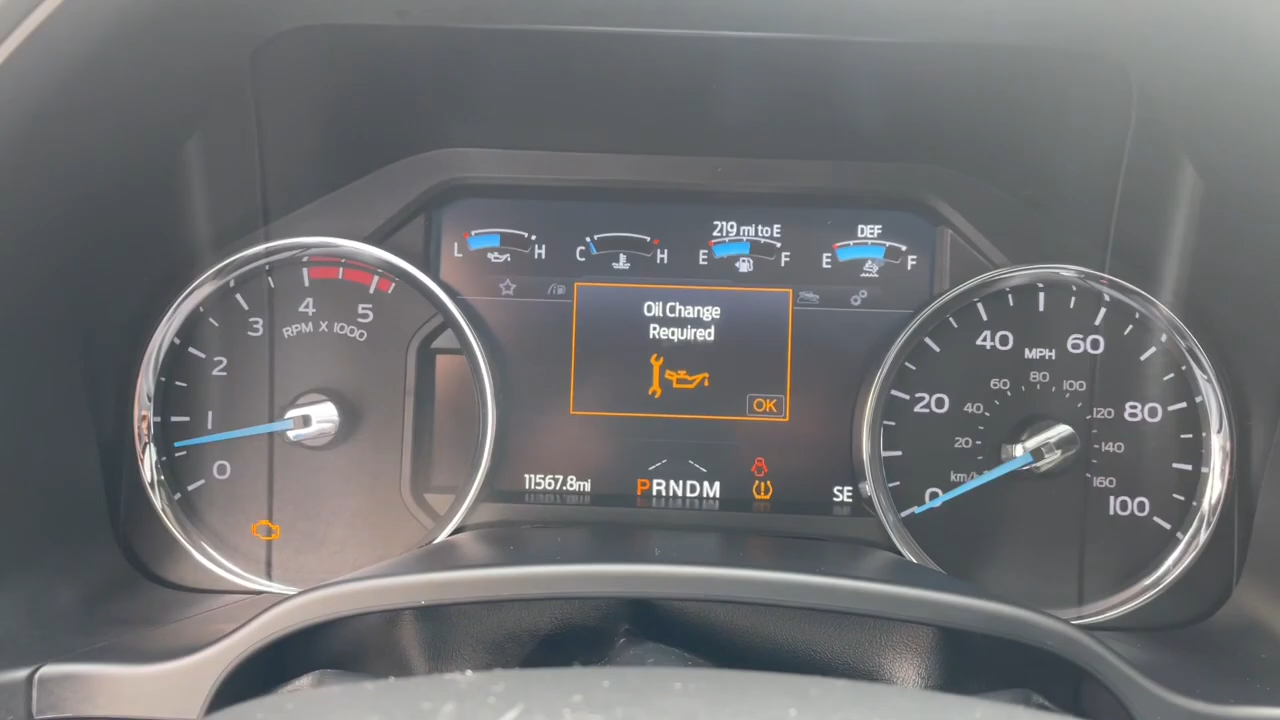 219 mi to E
DEF
L H
C H
E F
E F
Oil Change
Required
OK
11567.8mi
PRNDM
SE
0 1 2 3 4 5
RPM X 1000
0 20 40 60 80 100
MPH
20 40 60 80 100 120 140 160
km/h